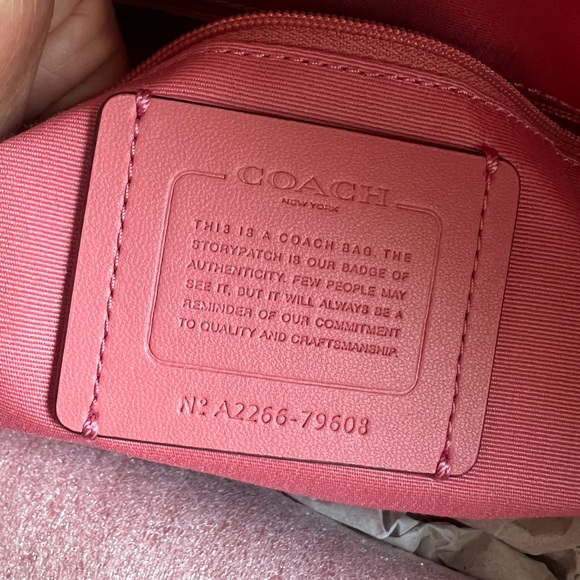 COACH
NEW YORK
THIS IS A COACH BAG. THE
STORYPATCH IS OUR BADGE OF
AUTHENTICITY. FEW PEOPLE MAY
SEE IT, BUT IT WILL ALWAYS BE A
REMINDER OF OUR COMMITMENT
TO QUALITY AND CRAFTSMANSHIP.
Nº A2266-79608